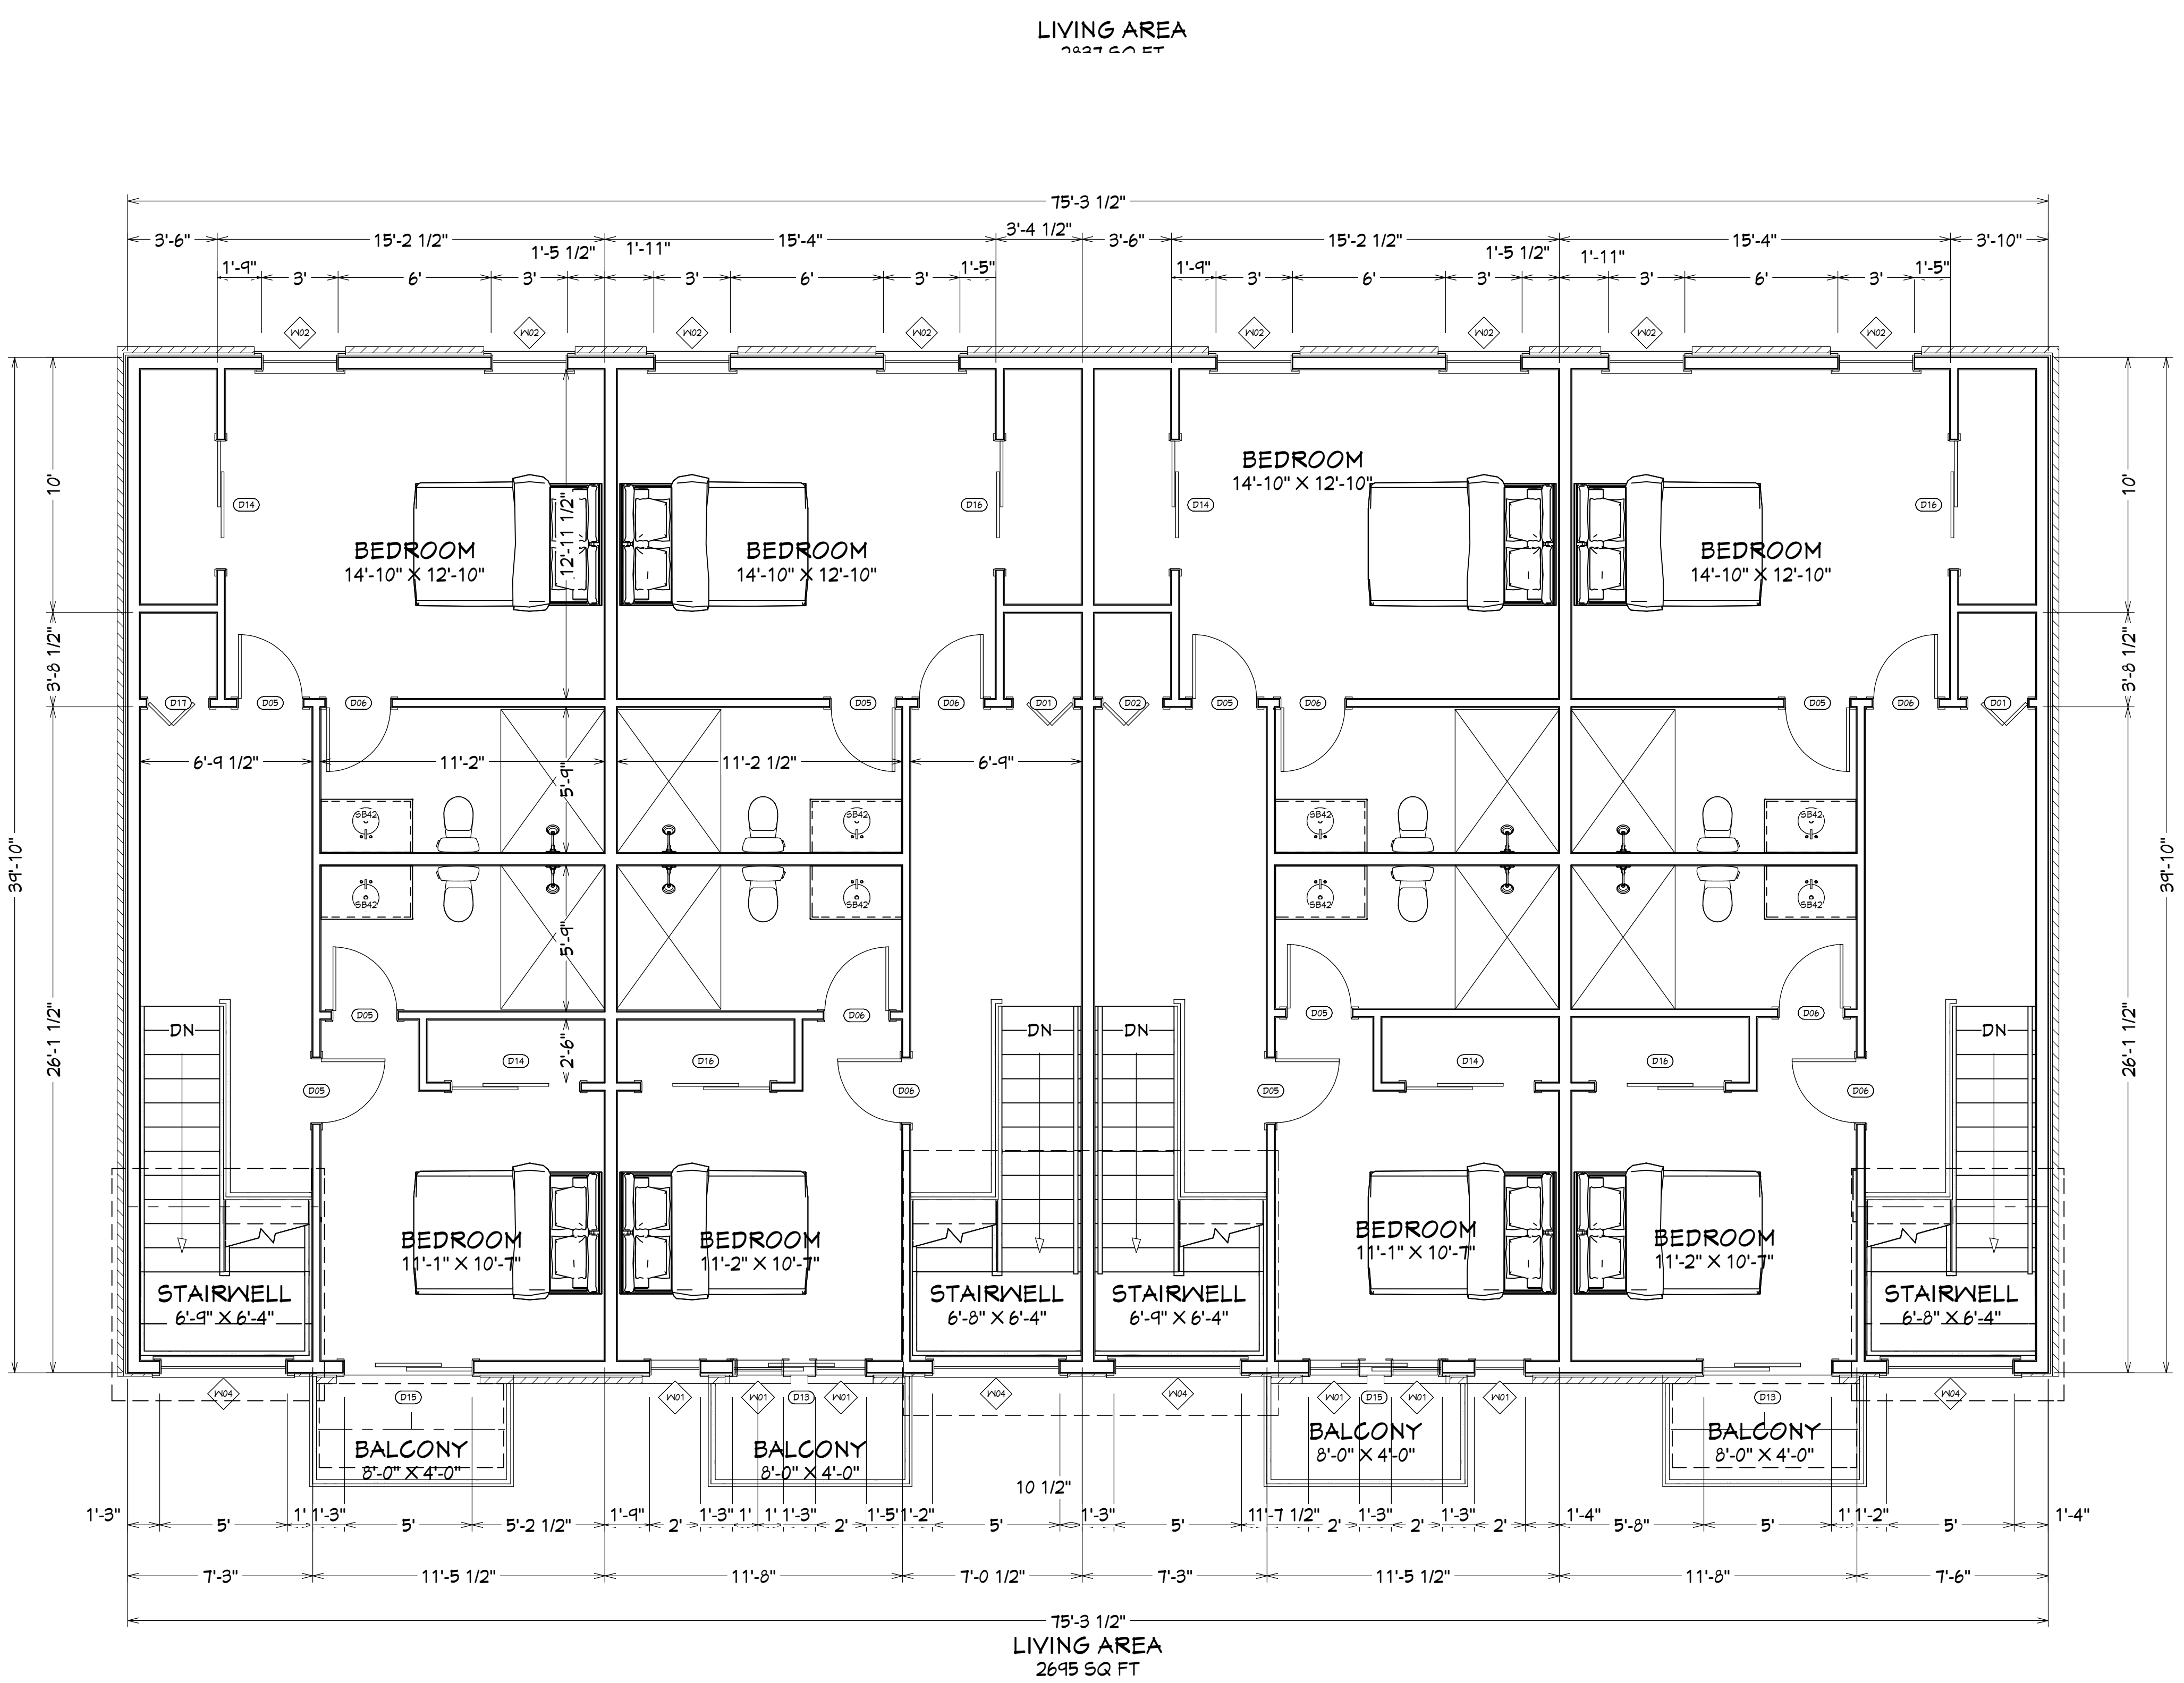 LIVING AREA
75'-3 1/2"
3'-6" 15'-2 1/2" 15'-4" 3'-4 1/2" 3'-6" 15'-2 1/2" 15'-4" 3'-10"
1'-5 1/2" 1'-11" 1'-5 1/2" 1'-11"
1'-9" 3' 6' 3' 3' 6' 3' 1'-5" 1'-9" 3' 6' 3' 3' 6' 3' 1'-5"
W02 W02 W02 W02 W02 W02 W02 W02
BEDROOM
14'-10" X 12'-10"
10' D14 12'-11 1/2" D16 D14 D16 10'
BEDROOM BEDROOM BEDROOM
14'-10" X 12'-10" 14'-10" X 12'-10" 14'-10" X 12'-10"
3'-8 1/2" 3'-8 1/2"
D17 D05 D06 D05 D06 D01 D02 D05 D06 D05 D06 D01
6'-9 1/2" 11'-2" 11'-2 1/2" 6'-9"
5'-9"
SB42 SB42 SB42 SB42
39'-10" 39'-10"
SB42 SB42 SB42 SB42
5'-9"
D05 D06 D05 D06
DN DN DN DN
26'-1 1/2" 2'-6" 26'-1 1/2"
D14 D16 D14 D16
D05 D06 D05 D06
BEDROOM BEDROOM BEDROOM BEDROOM
11'-1" X 10'-7" 11'-2" X 10'-7" 11'-1" X 10'-7" 11'-2" X 10'-7"
STAIRWELL STAIRWELL STAIRWELL STAIRWELL
6'-9" X 6'-4" 6'-8" X 6'-4" 6'-9" X 6'-4" 6'-8" X 6'-4"
W04 D15 W01 W01 D13 W01 W04 W04 W01 D15 W01 W01 D13 W04
BALCONY BALCONY BALCONY BALCONY
8'-0" X 4'-0" 8'-0" X 4'-0" 8'-0" X 4'-0" 8'-0" X 4'-0"
10 1/2"
1'-3" 5' 1' 1'-3" 5' 5'-2 1/2" 1'-9" 2' 1'-3" 1' 1' 1'-3" 2' 1'-5" 1'-2" 5' 1'-3" 5' 1'-7 1/2" 2' 1'-3" 2' 1'-3" 2' 1'-4" 5'-8" 5' 1' 1'-2" 5' 1'-4"
7'-3" 11'-5 1/2" 11'-8" 7'-0 1/2" 7'-3" 11'-5 1/2" 11'-8" 7'-6"
75'-3 1/2"
LIVING AREA
2695 SQ FT